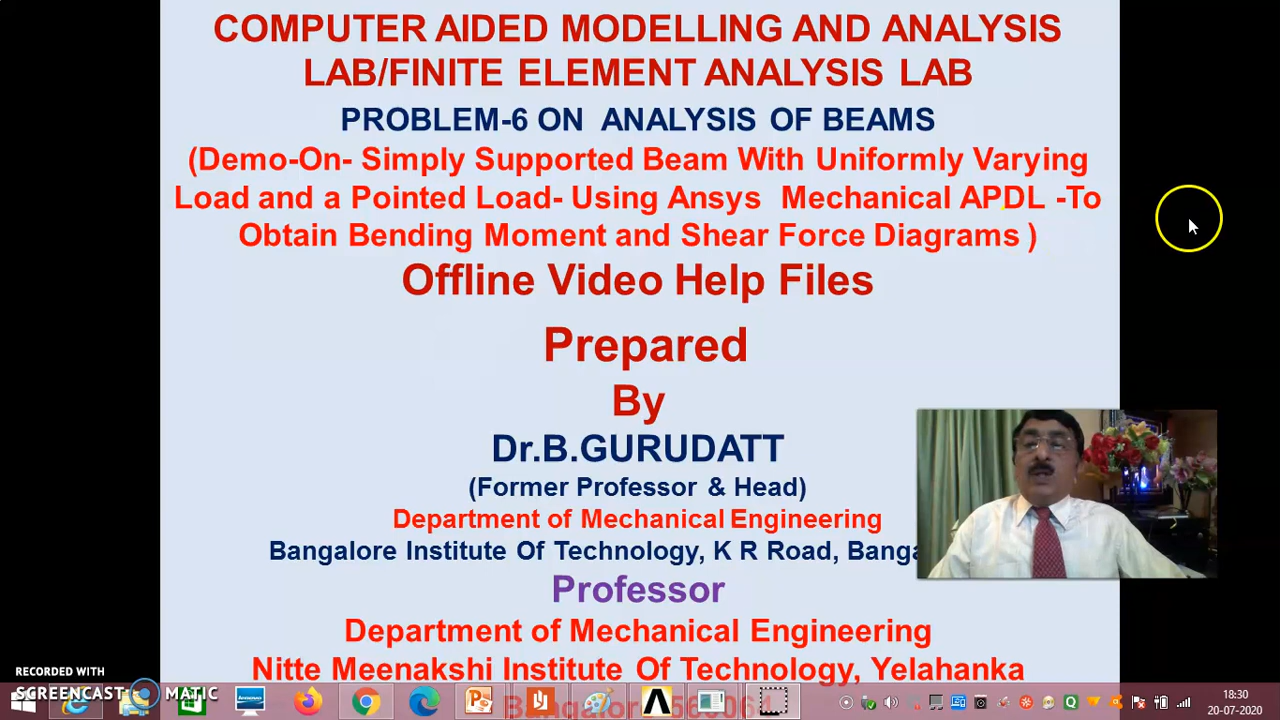 COMPUTER AIDED MODELLING AND ANALYSIS
LAB/FINITE ELEMENT ANALYSIS LAB
PROBLEM-6 ON ANALYSIS OF BEAMS
(Demo-On- Simply Supported Beam With Uniformly Varying
Load and a Pointed Load- Using Ansys Mechanical APDL -To
Obtain Bending Moment and Shear Force Diagrams )
Offline Video Help Files
Prepared
By
Dr.B.GURUDATT
(Former Professor & Head)
Department of Mechanical Engineering
Bangalore Institute Of Technology, K R Road,
Professor
Department of Mechanical Engineering
Nitte Meenakshi Institute Of Technology, Yelahanka
RECORDED WITH
SCREENCAST MATIC
18:30
20-07-2020